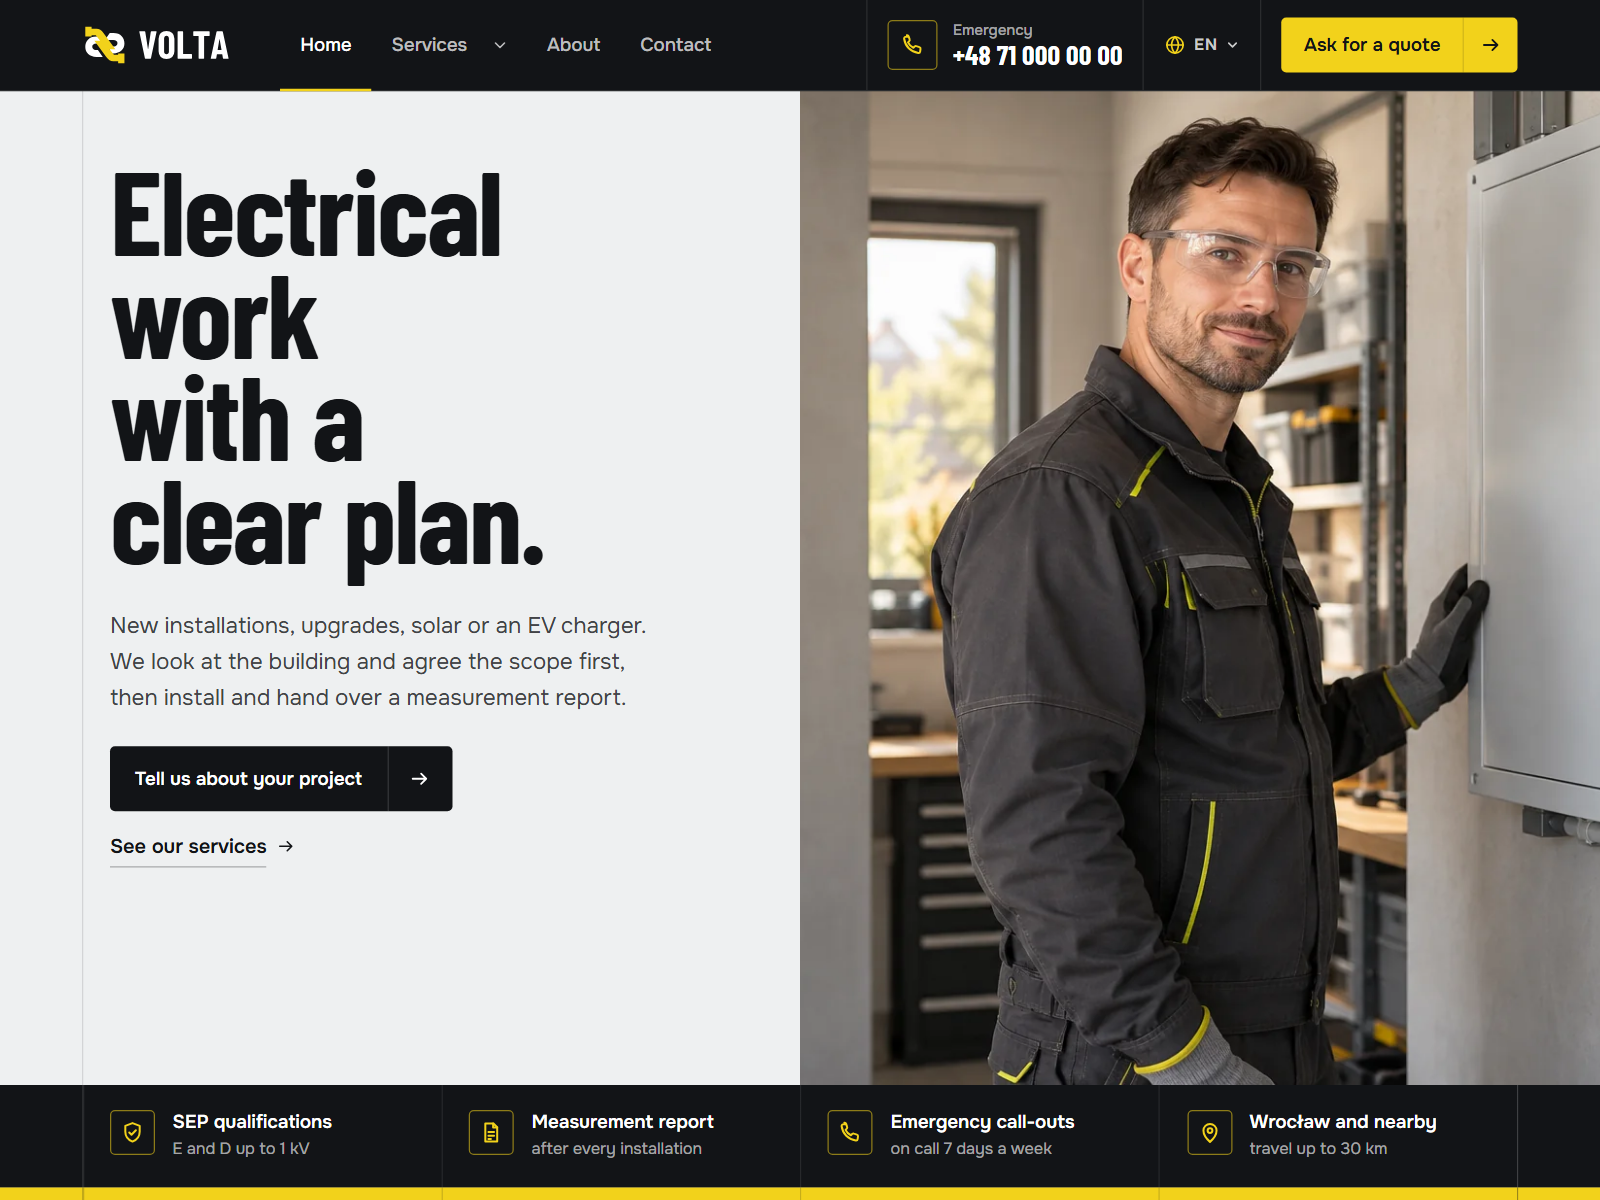 VOLTA
Home
Services
About
Contact
Emergency
+48 71 000 00 00
EN
Ask for a quote
Electrical
work
with a
clear plan.
New installations, upgrades, solar or an EV charger.
We look at the building and agree the scope first,
then install and hand over a measurement report.
Tell us about your project
See our services
SEP qualifications
E and D up to 1 kV
Measurement report
after every installation
Emergency call-outs
on call 7 days a week
Wrocław and nearby
travel up to 30 km